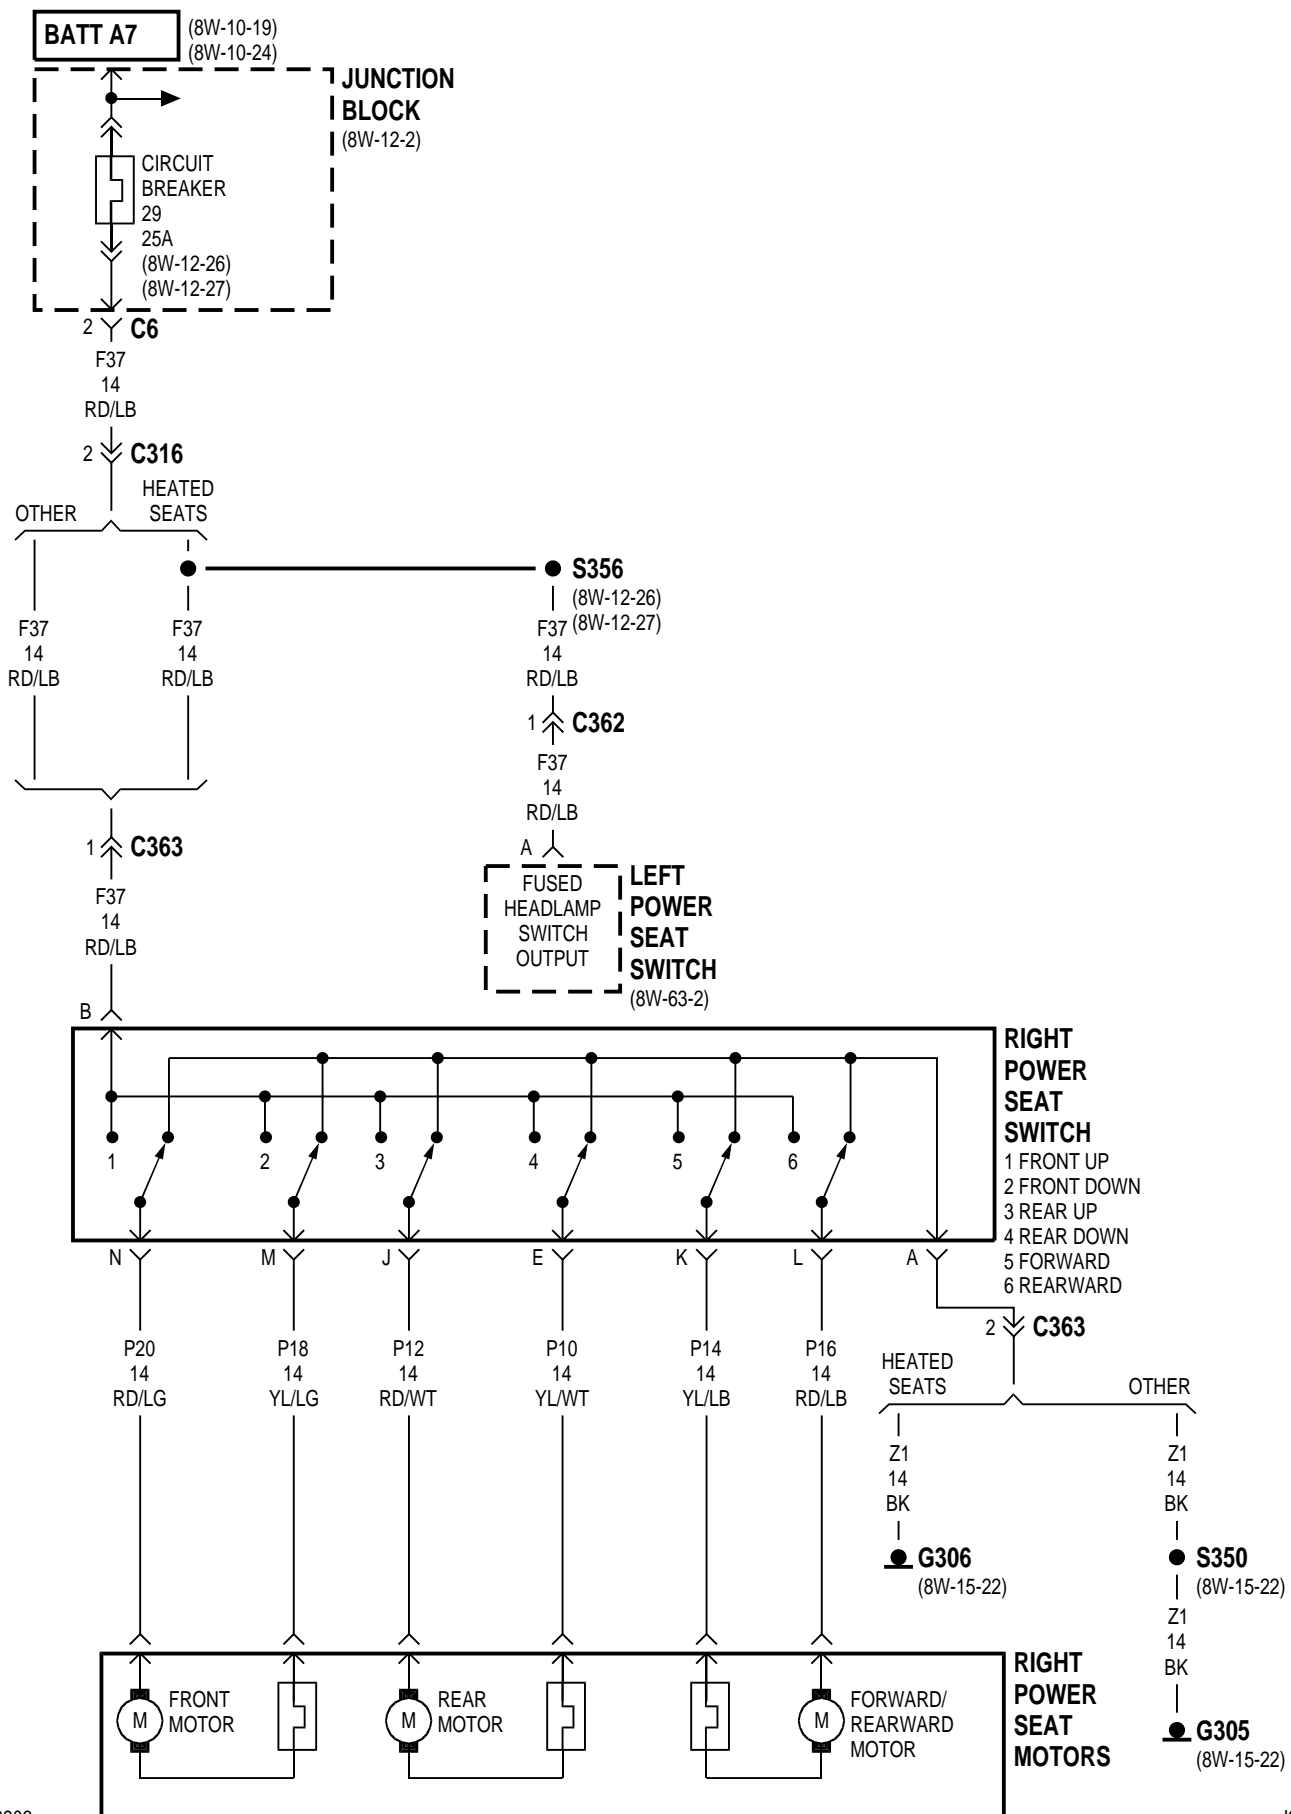 BATT A7
(8W-10-19)
(8W-10-24)
JUNCTION
BLOCK
(8W-12-2)
CIRCUIT
BREAKER
29
25A
(8W-12-26)
(8W-12-27)
2 C6
F37
14
RD/LB
2 C316
OTHER
HEATED
SEATS
S356
(8W-12-26)
(8W-12-27)
F37
14
RD/LB
F37
14
RD/LB
F37
14
RD/LB
1 C362
F37
14
RD/LB
1 C363
F37
14
RD/LB
A
FUSED
HEADLAMP
SWITCH
OUTPUT
LEFT
POWER
SEAT
SWITCH
(8W-63-2)
B
RIGHT
POWER
SEAT
SWITCH
1 FRONT UP
2 FRONT DOWN
3 REAR UP
4 REAR DOWN
5 FORWARD
6 REARWARD
1 2 3 4 5 6
N M J E K L A
2 C363
P20
14
RD/LG
P18
14
YL/LG
P12
14
RD/WT
P10
14
YL/WT
P14
14
YL/LB
P16
14
RD/LB
HEATED
SEATS
OTHER
Z1
14
BK
G306
(8W-15-22)
Z1
14
BK
S350
(8W-15-22)
Z1
14
BK
G305
(8W-15-22)
RIGHT
POWER
SEAT
MOTORS
M
FRONT
MOTOR
M
REAR
MOTOR
M
FORWARD/
REARWARD
MOTOR